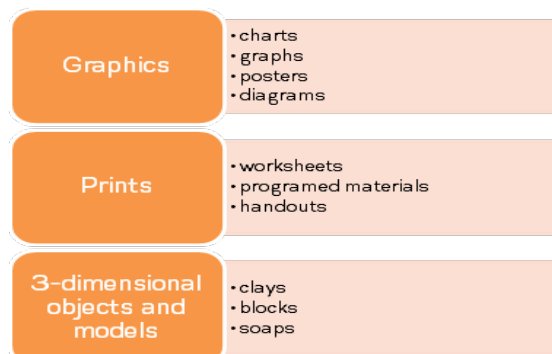 Graphics
• charts
• graphs
• posters
• diagrams
Prints
• worksheets
• programed materials
• handouts
3-dimensional
objects and
models
• clays
• blocks
• soaps